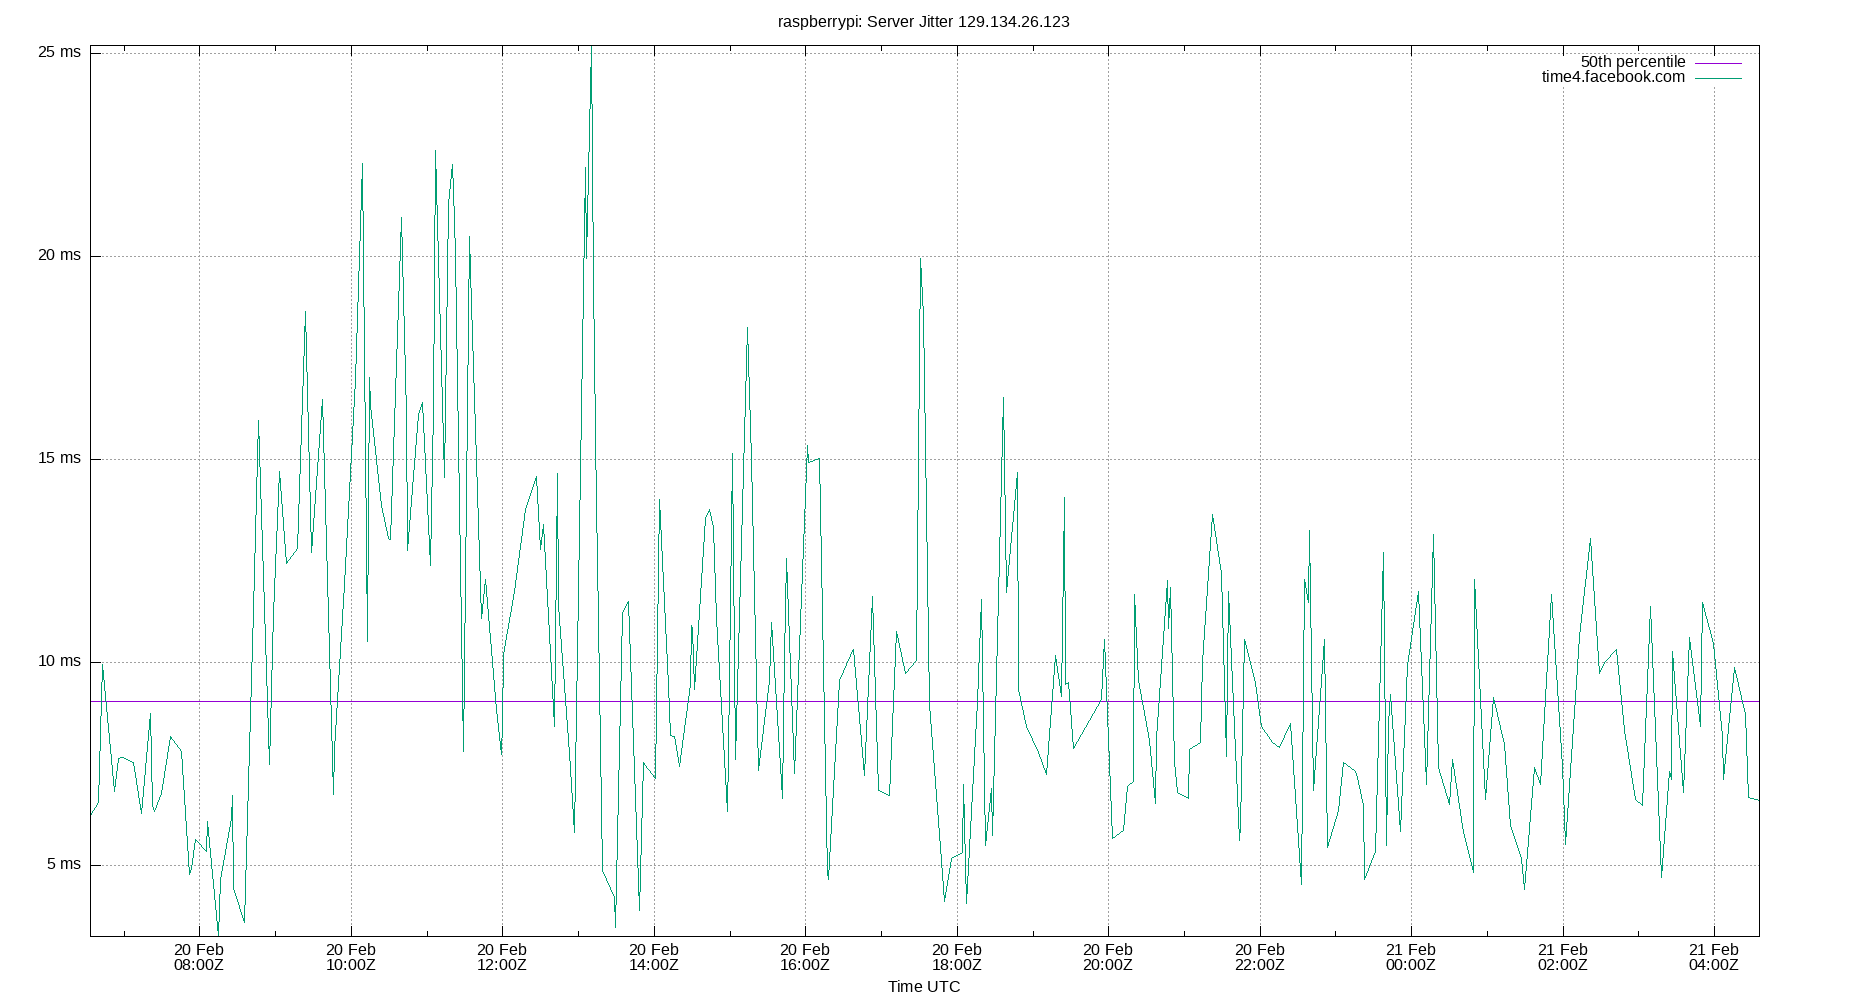 raspberrypi: Server Jitter 129.134.26.123
25 ms
20 ms
15 ms
10 ms
5 ms
50th percentile
time4.facebook.com
20 Feb
08:00Z
20 Feb
10:00Z
20 Feb
12:00Z
20 Feb
14:00Z
20 Feb
16:00Z
20 Feb
18:00Z
20 Feb
20:00Z
20 Feb
22:00Z
21 Feb
00:00Z
21 Feb
02:00Z
21 Feb
04:00Z
Time UTC